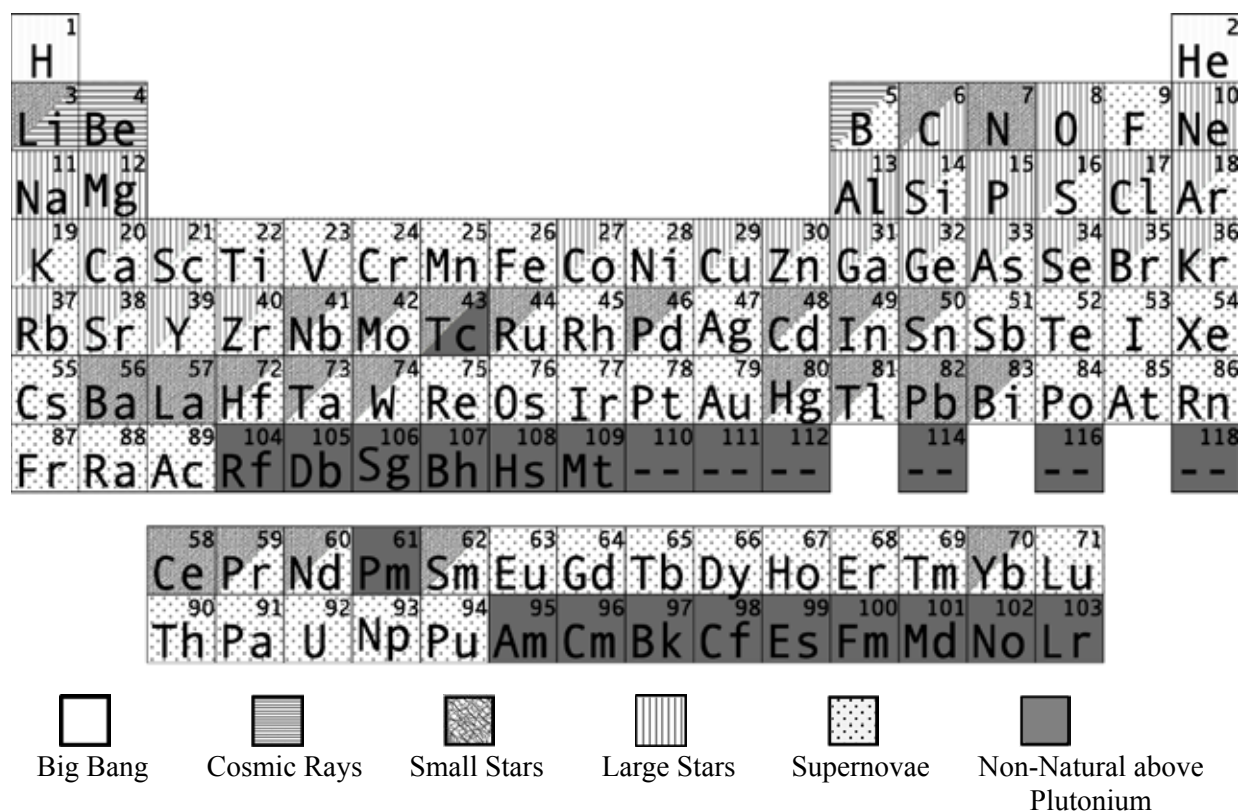 1 2
H He
3 4 5 6 7 8 9 10
Li Be B C N O F Ne
11 12 13 14 15 16 17 18
Na Mg Al Si P S Cl Ar
19 20 21 22 23 24 25 26 27 28 29 30 31 32 33 34 35 36
K Ca Sc Ti V Cr Mn Fe Co Ni Cu Zn Ga Ge As Se Br Kr
37 38 39 40 41 42 43 44 45 46 47 48 49 50 51 52 53 54
Rb Sr Y Zr Nb Mo Tc Ru Rh Pd Ag Cd In Sn Sb Te I Xe
55 56 57 72 73 74 75 76 77 78 79 80 81 82 83 84 85 86
Cs Ba La Hf Ta W Re Os Ir Pt Au Hg Tl Pb Bi Po At Rn
87 88 89 104 105 106 107 108 109 110 111 112 114 116 118
Fr Ra Ac Rf Db Sg Bh Hs Mt -- -- -- -- -- --
58 59 60 61 62 63 64 65 66 67 68 69 70 71
Ce Pr Nd Pm Sm Eu Gd Tb Dy Ho Er Tm Yb Lu
90 91 92 93 94 95 96 97 98 99 100 101 102 103
Th Pa U Np Pu Am Cm Bk Cf Es Fm Md No Lr
Big Bang Cosmic Rays Small Stars Large Stars Supernovae Non-Natural above
Plutonium